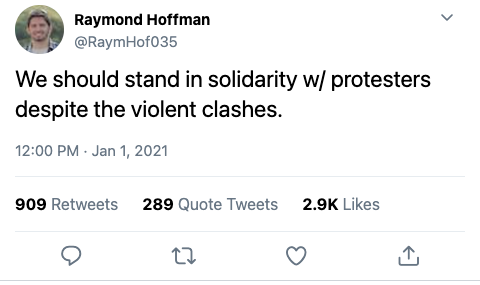 Raymond Hoffman
@RaymHof035
We should stand in solidarity w/ protesters
despite the violent clashes.
12:00 PM · Jan 1, 2021
909 Retweets 289 Quote Tweets 2.9K Likes